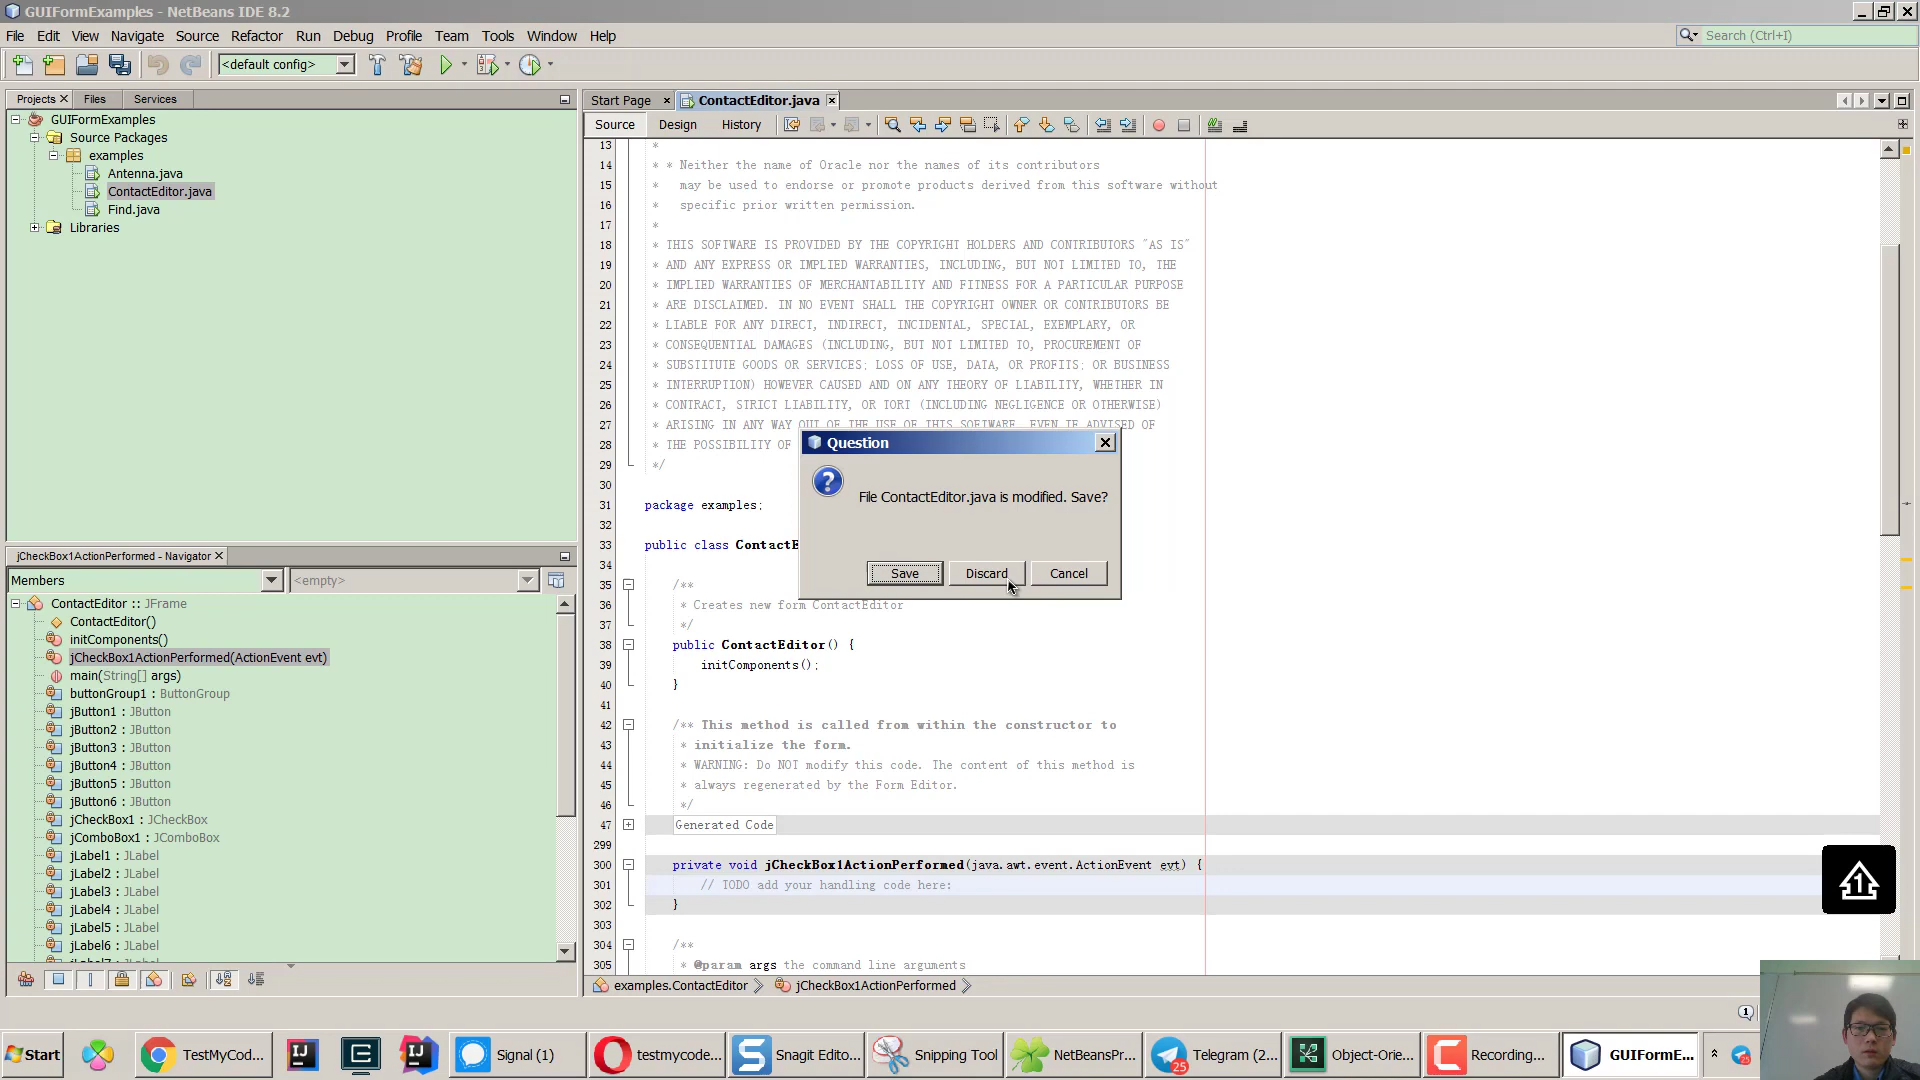 GUIFormExamples - NetBeans IDE 8.2
File Edit View Navigate Source Refactor Run Debug Profile Team Tools Window Help
Search (Ctrl+I)
<default config>
Projects Files Services
GUIFormExamples
Source Packages
examples
Antenna.java
ContactEditor.java
Find.java
Libraries
jCheckBox1ActionPerformed - Navigator
Members
<empty>
ContactEditor :: JFrame
ContactEditor()
initComponents()
jCheckBox1ActionPerformed(ActionEvent evt)
main(String[] args)
buttonGroup1 : ButtonGroup
jButton1 : JButton
jButton2 : JButton
jButton3 : JButton
jButton4 : JButton
jButton5 : JButton
jButton6 : JButton
jCheckBox1 : JCheckBox
jComboBox1 : JComboBox
jLabel1 : JLabel
jLabel2 : JLabel
jLabel3 : JLabel
jLabel4 : JLabel
jLabel5 : JLabel
jLabel6 : JLabel
Start Page ContactEditor.java
Source Design History
13 *
14 * * Neither the name of Oracle nor the names of its contributors
15 * may be used to endorse or promote products derived from this software without
16 * specific prior written permission.
17 *
18 * THIS SOFTWARE IS PROVIDED BY THE COPYRIGHT HOLDERS AND CONTRIBUTORS "AS IS"
19 * AND ANY EXPRESS OR IMPLIED WARRANTIES, INCLUDING, BUT NOT LIMITED TO, THE
20 * IMPLIED WARRANTIES OF MERCHANTABILITY AND FITNESS FOR A PARTICULAR PURPOSE
21 * ARE DISCLAIMED. IN NO EVENT SHALL THE COPYRIGHT OWNER OR CONTRIBUTORS BE
22 * LIABLE FOR ANY DIRECT, INDIRECT, INCIDENTAL, SPECIAL, EXEMPLARY, OR
23 * CONSEQUENTIAL DAMAGES (INCLUDING, BUT NOT LIMITED TO, PROCUREMENT OF
24 * SUBSTITUTE GOODS OR SERVICES; LOSS OF USE, DATA, OR PROFITS; OR BUSINESS
25 * INTERRUPTION) HOWEVER CAUSED AND ON ANY THEORY OF LIABILITY, WHETHER IN
26 * CONTRACT, STRICT LIABILITY, OR TORT (INCLUDING NEGLIGENCE OR OTHERWISE)
27 * ARISING IN ANY WAY OUT OF THE USE OF THIS SOFTWARE, EVEN IF ADVISED OF
28 * THE POSSIBILITY OF
29 */
30
31 package examples;
32
33 public class ContactE
34
35 /**
36 * Creates new form ContactEditor
37 */
38 public ContactEditor() {
39 initComponents();
40 }
41
42 /** This method is called from within the constructor to
43 * initialize the form.
44 * WARNING: Do NOT modify this code. The content of this method is
45 * always regenerated by the Form Editor.
46 */
47 Generated Code
299
300 private void jCheckBox1ActionPerformed(java.awt.event.ActionEvent evt) {
301 // TODO add your handling code here:
302 }
303
304 /**
305 * @param args the command line arguments
Question
File ContactEditor.java is modified. Save?
Save Discard Cancel
examples.ContactEditor jCheckBox1ActionPerformed
1
Start TestMyCod... Signal (1) testmycode... Snagit Edito... Snipping Tool NetBeansPr... Telegram (2... Object-Orie... Recording... GUIFormE...